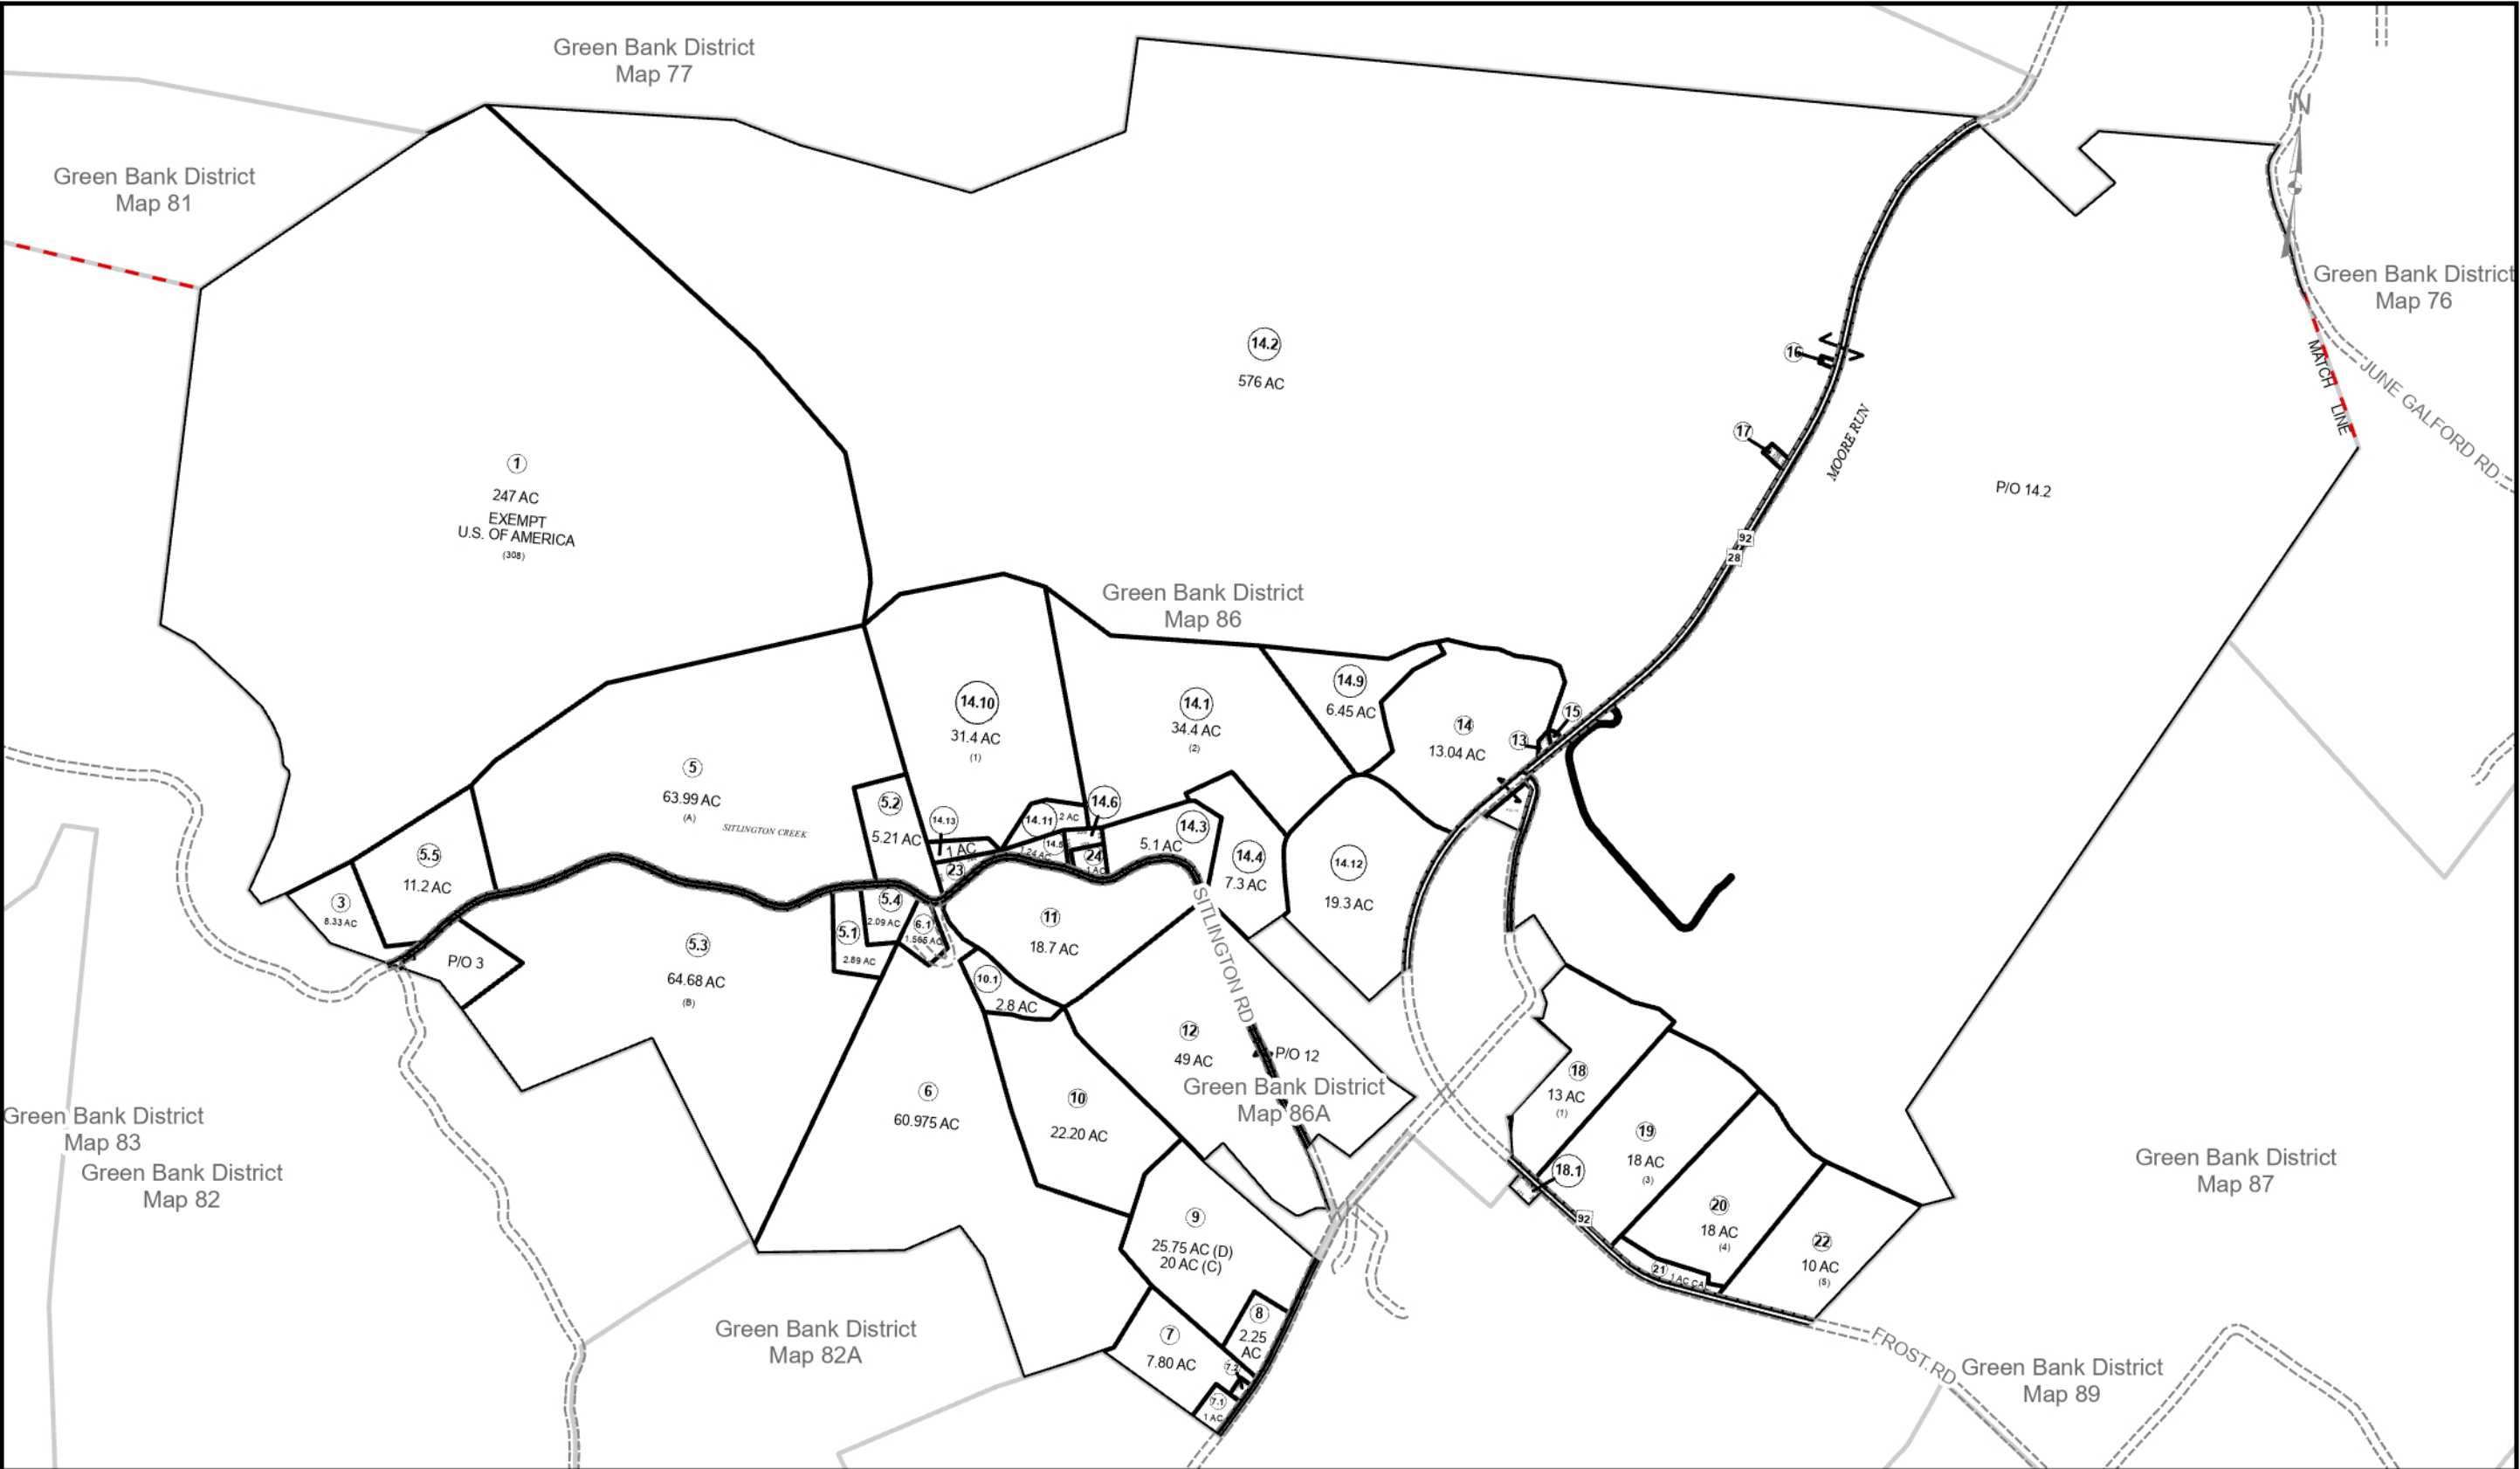 Green Bank District
Map 77
Green Bank District
Map 81
N
Green Bank District
Map 76
MATCH LINE
JUNE GALFORD RD
14.2
576 AC
16
17
MOORE RUN
P/O 14.2
1
247 AC
EXEMPT
U.S. OF AMERICA
(308)
92
28
Green Bank District
Map 86
14.10
31.4 AC
(1)
14.1
34.4 AC
(2)
14.9
6.45 AC
14
13.04 AC
15
13
5
63.99 AC
(A)
SITLINGTON CREEK
5.2
5.21 AC
14.13
1 AC
23
14.11
2 AC
14.6
14.5
1.24 AC
24
1 AC
14.3
5.1 AC
14.4
7.3 AC
14.12
19.3 AC
5.5
11.2 AC
3
8.33 AC
P/O 3
5.3
64.68 AC
(B)
5.1
2.89 AC
5.4
2.09 AC
6.1
1.565 AC
11
18.7 AC
10.1
2.8 AC
SITLINGTON RD
12
49 AC
P/O 12
Green Bank District
Map 86A
6
60.975 AC
10
22.20 AC
18
13 AC
(1)
18.1
19
18 AC
(3)
92
20
18 AC
(4)
21
1 AC CA
22
10 AC
(5)
9
25.75 AC (D)
20 AC (C)
8
2.25
AC
7
7.80 AC
7.2
7.1
1 AC
Green Bank District
Map 83
Green Bank District
Map 82
Green Bank District
Map 82A
Green Bank District
Map 87
FROST RD
Green Bank District
Map 89